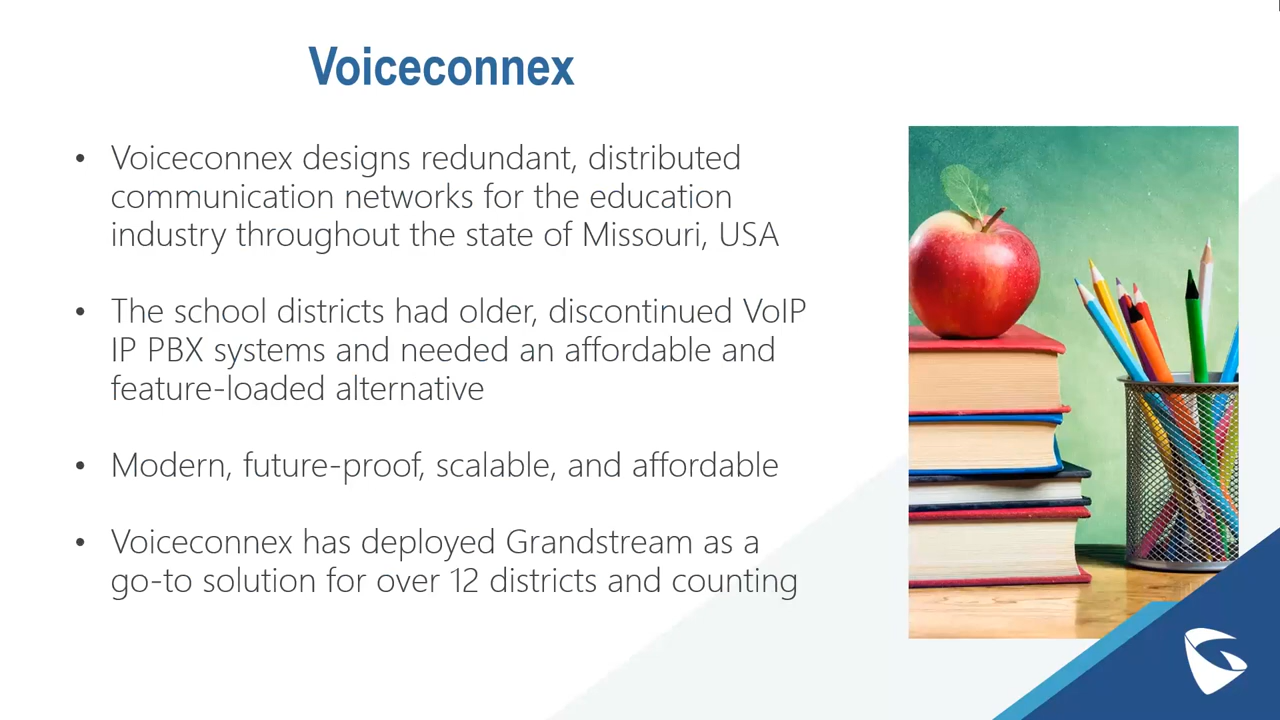 Voiceconnex
• Voiceconnex designs redundant, distributed
communication networks for the education
industry throughout the state of Missouri, USA
• The school districts had older, discontinued VoIP
IP PBX systems and needed an affordable and
feature-loaded alternative
• Modern, future-proof, scalable, and affordable
• Voiceconnex has deployed Grandstream as a
go-to solution for over 12 districts and counting